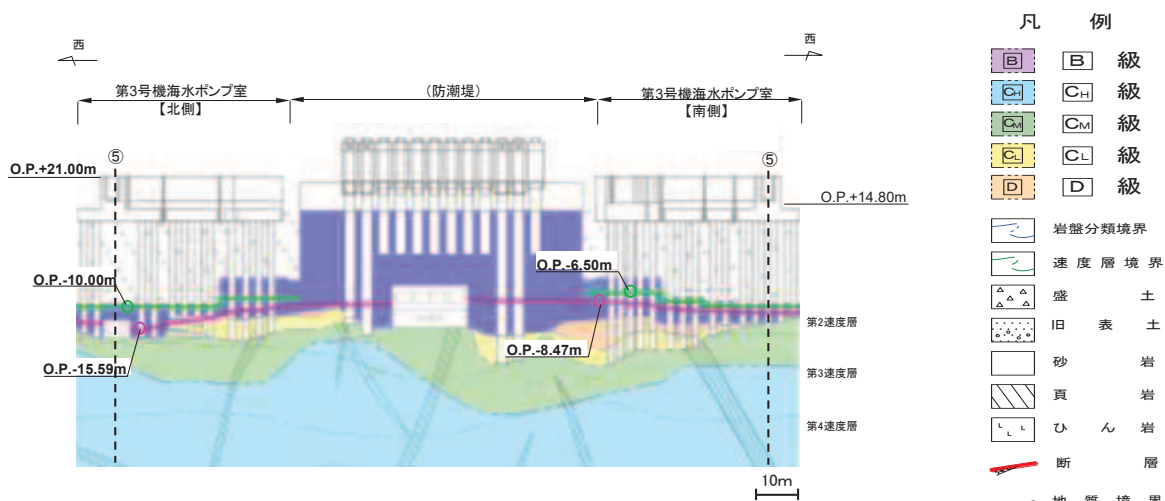 西
西
第3号機海水ポンプ室
【北側】
(防潮堤)
第3号機海水ポンプ室
【南側】
⑤
⑤
O.P.+21.00m
O.P.+14.80m
O.P.-10.00m
O.P.-6.50m
O.P.-15.59m
O.P.-8.47m
第2速度層
第3速度層
第4速度層
10m
凡 例
B B 級
CH CH 級
CM CM 級
CL CL 級
D D 級
岩盤分類境界
速度層境界
盛土
旧表土
砂岩
頁岩
ひん岩
断層
地質境界